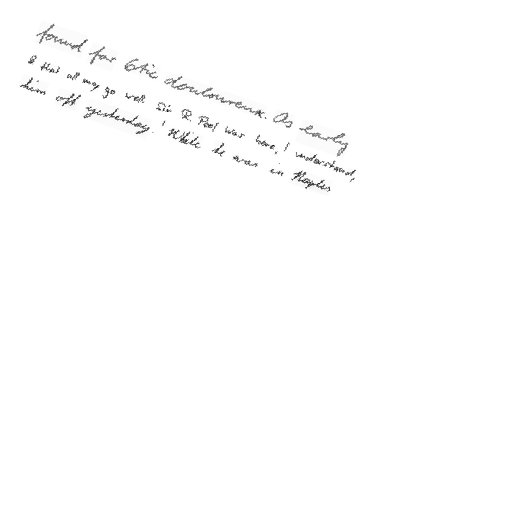 found for tic douloureux. As early
& that all may go well Sir R. Peel was here, I understand,
him off yesterday. While he was in Naples